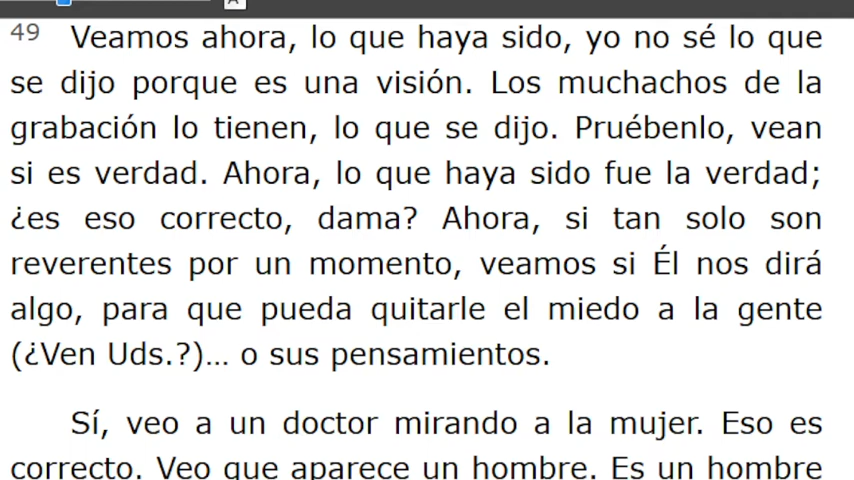 49 Veamos ahora, lo que haya sido, yo no sé lo que
se dijo porque es una visión. Los muchachos de la
grabación lo tienen, lo que se dijo. Pruébenlo, vean
si es verdad. Ahora, lo que haya sido fue la verdad;
¿es eso correcto, dama? Ahora, si tan solo son
reverentes por un momento, veamos si Él nos dirá
algo, para que pueda quitarle el miedo a la gente
(¿Ven Uds.?)… o sus pensamientos.
Sí, veo a un doctor mirando a la mujer. Eso es
correcto. Veo que aparece un hombre. Es un hombre